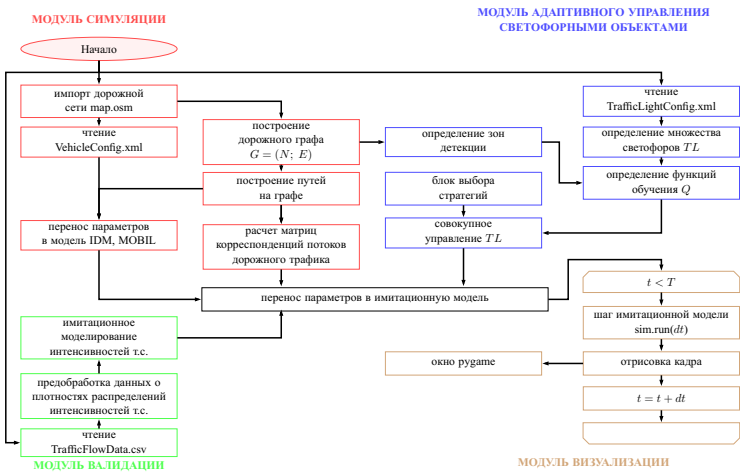 МОДУЛЬ СИМУЛЯЦИИ
МОДУЛЬ АДАПТИВНОГО УПРАВЛЕНИЯ
СВЕТОФОРНЫМИ ОБЪЕКТАМИ
Начало
импорт дорожной
сети map.osm
чтение
VehicleConfig.xml
построение
дорожного графа
G = (N; E)
построение путей
на графе
перенос параметров
в модель IDM, MOBIL
расчет матриц
корреспонденций потоков
дорожного трафика
определение зон
детекции
блок выбора
стратегий
совокупное
управление TL
чтение
TrafficLightConfig.xml
определение множества
светофоров TL
определение функций
обучения Q
перенос параметров в имитационную модель
t < T
шаг имитационной модели
sim.run(dt)
отрисовка кадра
окно pygame
t = t + dt
имитационное
моделирование
интенсивностей т.с.
предобработка данных о
плотностях распределений
интенсивностей т.с.
чтение
TrafficFlowData.csv
МОДУЛЬ ВАЛИДАЦИИ
МОДУЛЬ ВИЗУАЛИЗАЦИИ